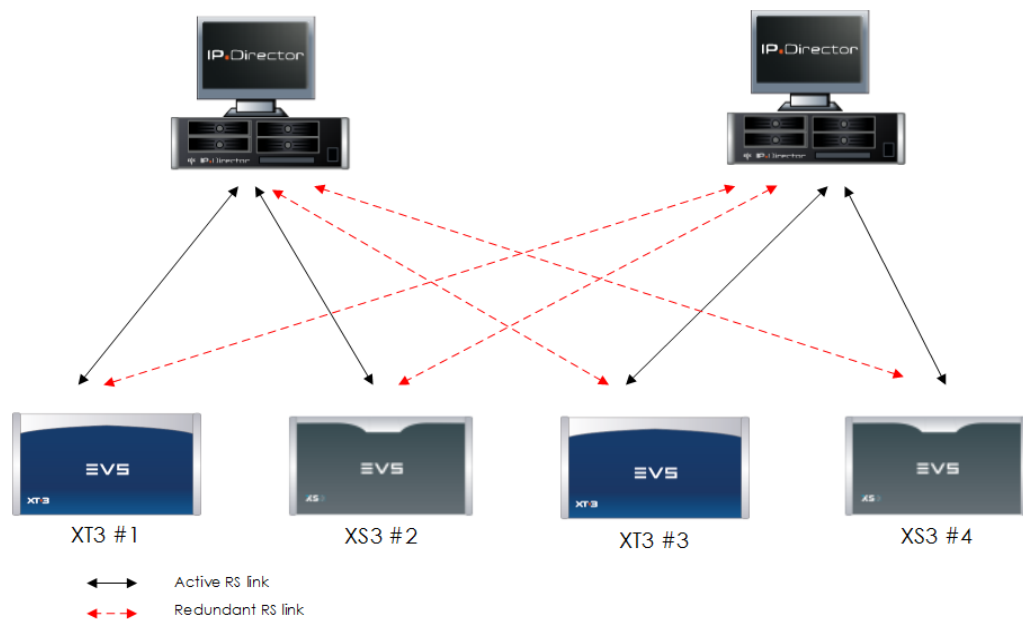 IP.Director
IP.Director
IP.Director
IP.Director
EVS
EVS
EVS
EVS
XT3
XS3
XT3
XS3
XT3 #1
XS3 #2
XT3 #3
XS3 #4
Active RS link
Redundant RS link